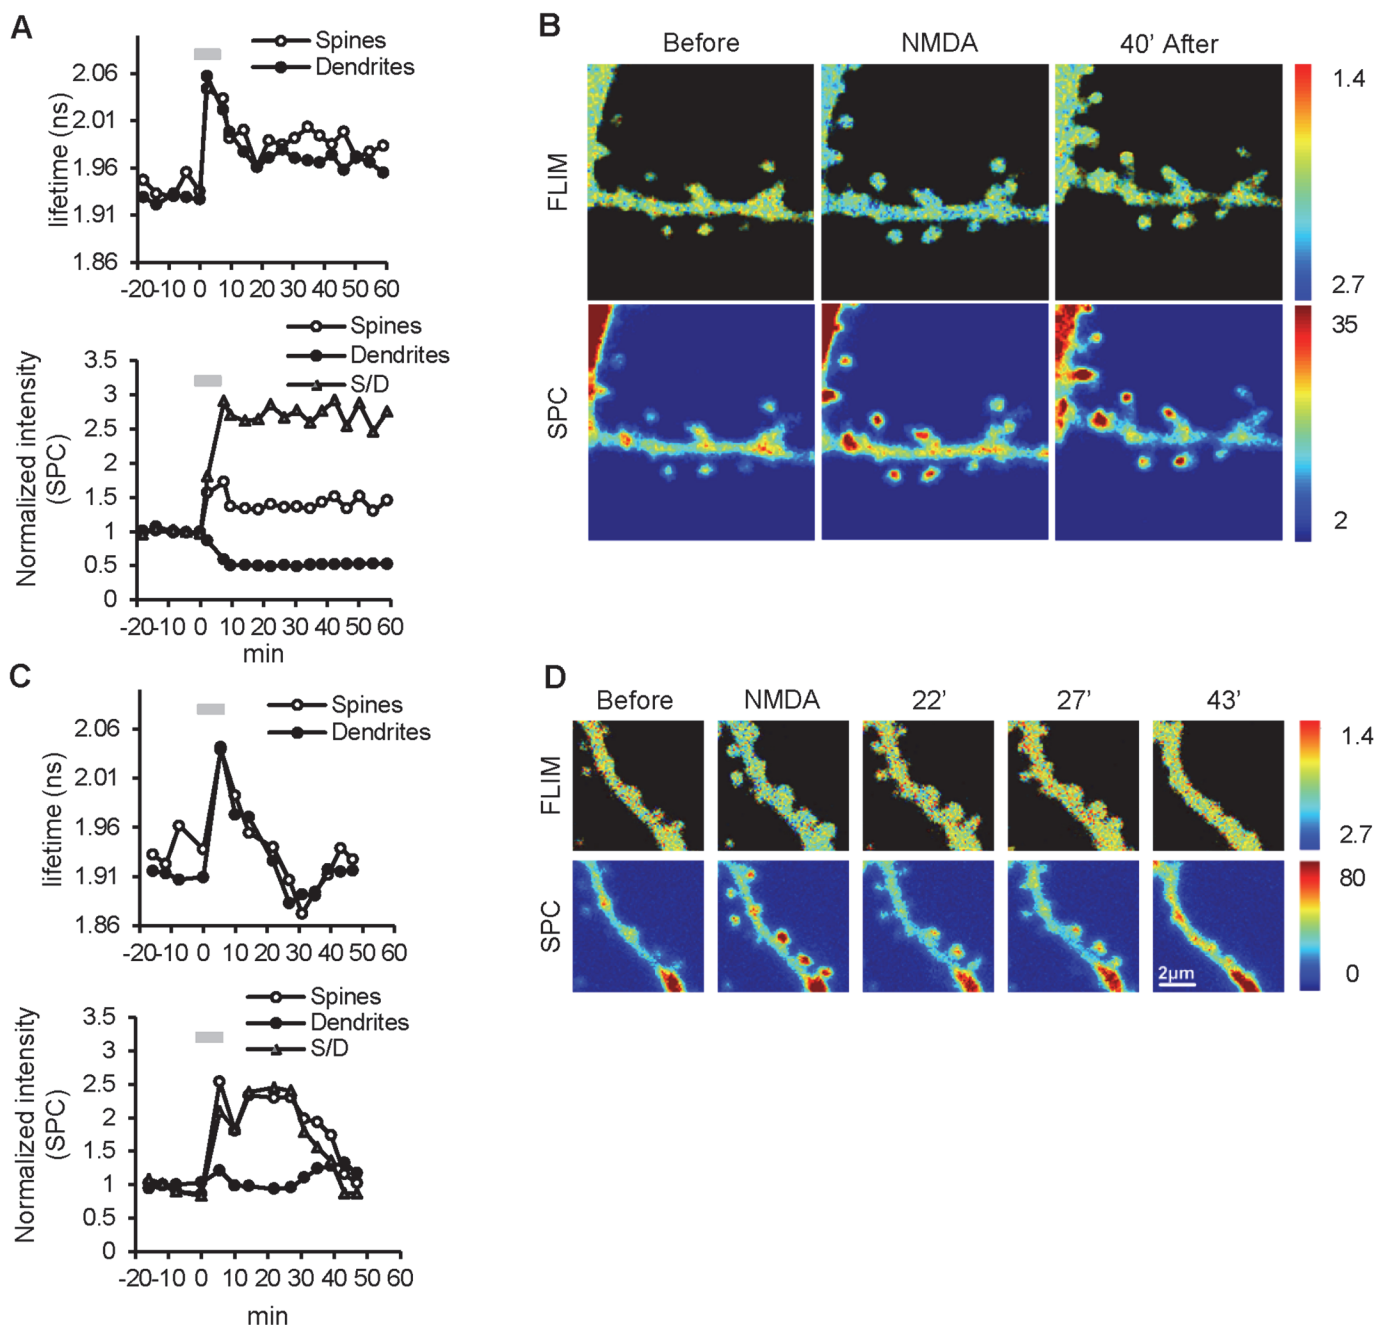 A
Spines
Dendrites
lifetime (ns)
2.06
2.01
1.96
1.91
1.86
-20 -10 0 10 20 30 40 50 60
Spines
Dendrites
S/D
Normalized intensity
(SPC)
3.5
3
2.5
2
1.5
1
0.5
0
-20 -10 0 10 20 30 40 50 60
min
B
Before NMDA 40' After
FLIM
1.4
2.7
SPC
35
2
C
Spines
Dendrites
lifetime (ns)
2.06
2.01
1.96
1.91
1.86
-20 -10 0 10 20 30 40 50 60
Spines
Dendrites
S/D
Normalized intensity
(SPC)
3.5
3
2.5
2
1.5
1
0.5
0
-20 -10 0 10 20 30 40 50 60
min
D
Before NMDA 22' 27' 43'
FLIM
1.4
2.7
SPC
80
0
2µm